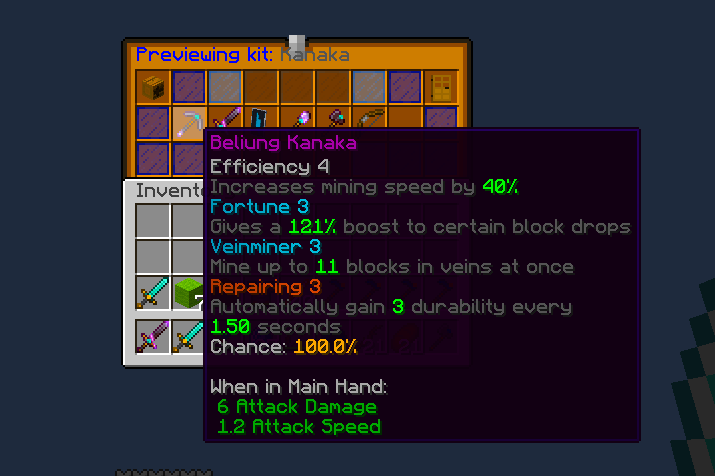 Previewing kit: Kanaka
Beliung Kanaka
Efficiency 4
Increases mining speed by 40%
Fortune 3
Gives a 121% boost to certain block drops
Veinminer 3
Mine up to 11 blocks in veins at once
Repairing 3
Automatically gain 3 durability every
1.50 seconds
Chance: 100.0%
When in Main Hand:
6 Attack Damage
1.2 Attack Speed